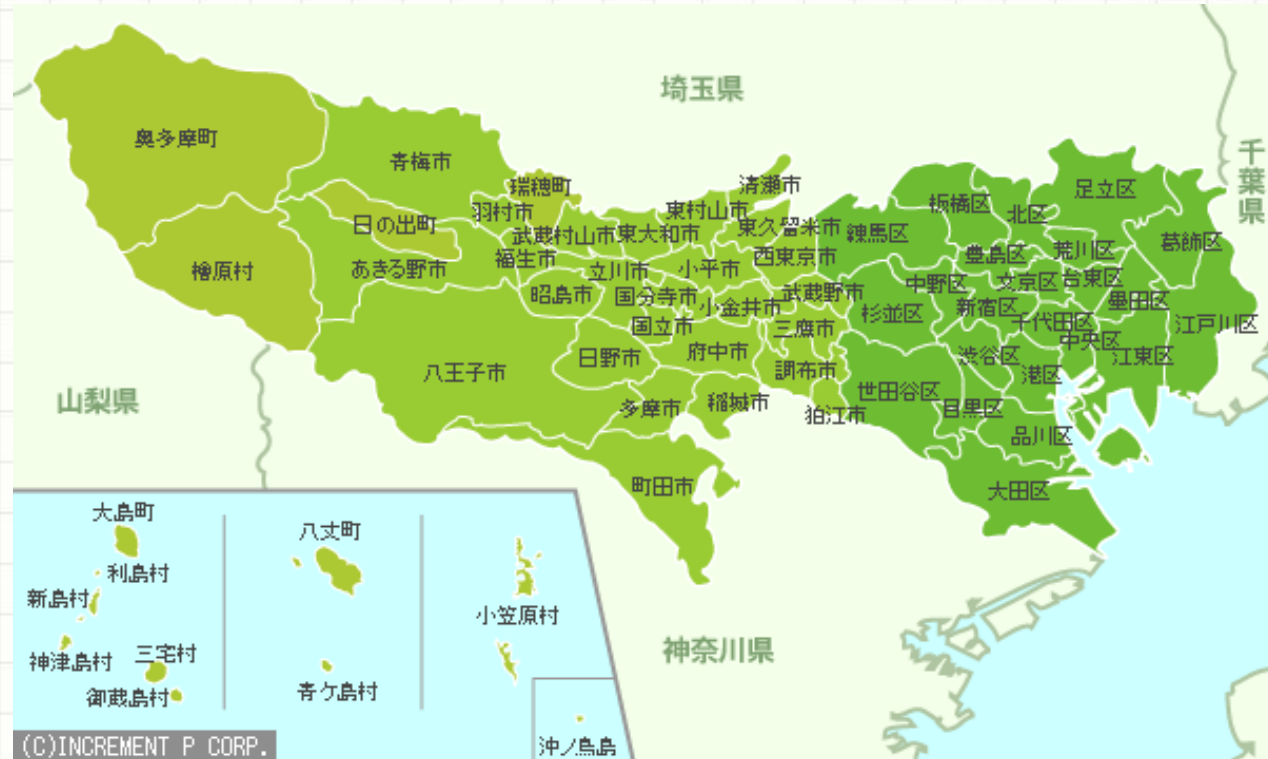 埼玉県
千葉県
奥多摩町
青梅市
瑞穂町
清瀬市
足立区
板橋区
北区
日の出町
羽村市
東村山市
武蔵村山市
東大和市
東久留米市
練馬区
葛飾区
豊島区
荒川区
檜原村
あきる野市
福生市
立川市
小平市
西東京市
中野区
文京区
台東区
昭島市
国分寺市
小金井市
武蔵野市
杉並区
新宿区
千代田区
墨田区
江戸川区
国立市
三鷹市
中央区
日野市
府中市
渋谷区
江東区
八王子市
調布市
港区
世田谷区
山梨県
多摩市
稲城市
狛江市
目黒区
品川区
町田市
大田区
大島町
利島村
新島村
神津島村
三宅村
御蔵島村
八丈町
青ケ島村
小笠原村
沖ノ鳥島
神奈川県
(C)INCREMENT P CORP.